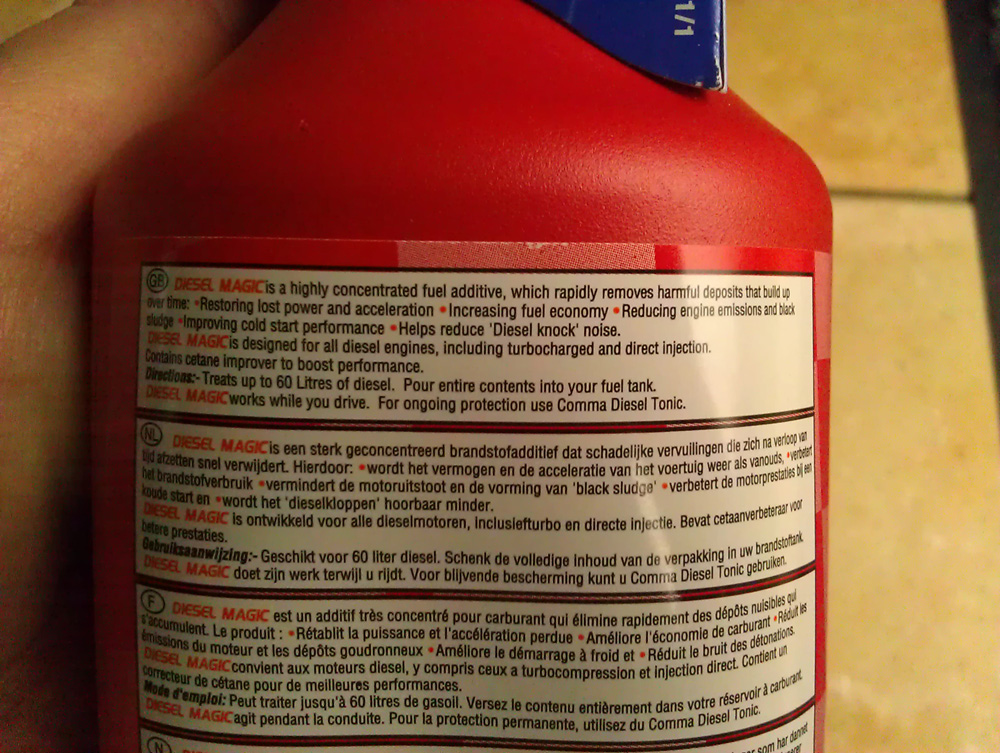 1/1
GB DIESEL MAGIC is a highly concentrated fuel additive, which rapidly removes harmful deposits that build up
over time: •Restoring lost power and acceleration •Increasing fuel economy •Reducing engine emissions and black
sludge •Improving cold start performance •Helps reduce 'Diesel knock' noise.
DIESEL MAGIC is designed for all diesel engines, including turbocharged and direct injection.
Contains cetane improver to boost performance.
Directions:- Treats up to 60 Litres of diesel. Pour entire contents into your fuel tank.
DIESEL MAGIC works while you drive. For ongoing protection use Comma Diesel Tonic.
NL DIESEL MAGIC is een sterk geconcentreerd brandstofadditief dat schadelijke vervuilingen die zich na verloop van
tijd afzetten snel verwijdert. Hierdoor: •wordt het vermogen en de acceleratie van het voertuig weer als vanouds, •verbetert
het brandstofverbruik •vermindert de motoruitstoot en de vorming van 'black sludge' •verbetert de motorprestaties bij een
koude start en •wordt het 'dieselkloppen' hoorbaar minder.
DIESEL MAGIC is ontwikkeld voor alle dieselmotoren, inclusiefturbo en directe injectie. Bevat cetaanverbeteraar voor
betere prestaties.
Gebruiksaanwijzing:- Geschikt voor 60 liter diesel. Schenk de volledige inhoud van de verpakking in uw brandstoftank.
DIESEL MAGIC doet zijn werk terwijl u rijdt. Voor blijvende bescherming kunt u Comma Diesel Tonic gebruiken.
F DIESEL MAGIC est un additif très concentré pour carburant qui élimine rapidement des dépôts nuisibles qui
s'accumulent. Le produit : •Rétablit la puissance et l'accélération perdue •Améliore l'économie de carburant •Réduit les
émissions du moteur et les dépôts goudronneux •Améliore le démarrage à froid et •Réduit le bruit des détonations.
DIESEL MAGIC convient aux moteurs diesel, y compris ceux a turbocompression et injection direct. Contient un
correcteur de cétane pour de meilleures performances.
Mode d'emploi: Peut traiter jusqu'à 60 litres de gasoil. Versez le contenu entièrement dans votre réservoir à carburant.
DIESEL MAGIC agit pendant la conduite. Pour la protection permanente, utilisez du Comma Diesel Tonic.
N som har dannet